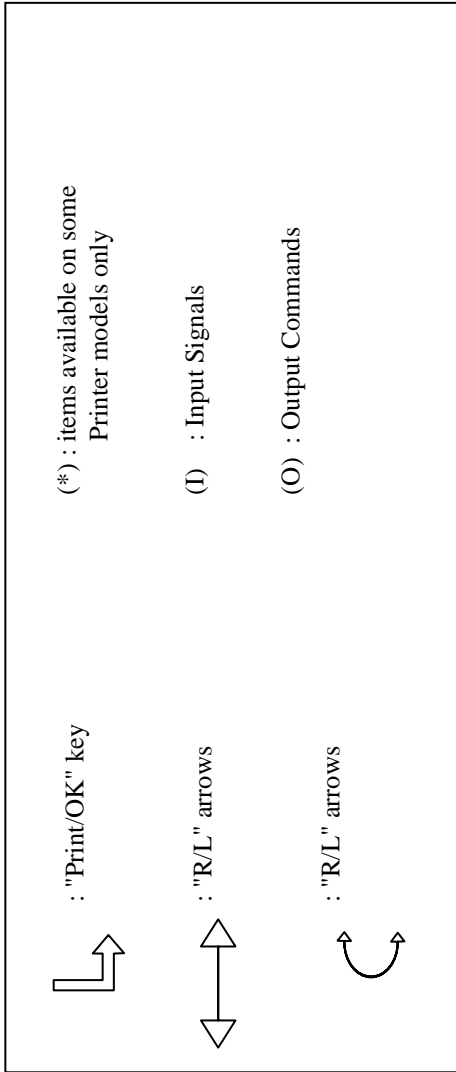 : "Print/OK" key
: "R/L" arrows
: "R/L" arrows
(*) : items available on some
Printer models only
(I) : Input Signals
(O) : Output Commands